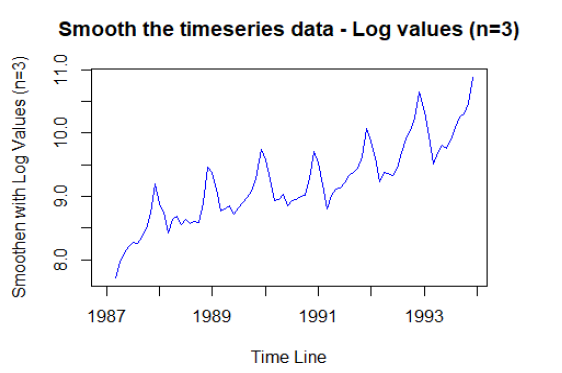 Smooth the timeseries data - Log values (n=3)
Smoothen with Log Values (n=3)
11.0
10.0
9.0
8.0
1987 1989 1991 1993
Time Line